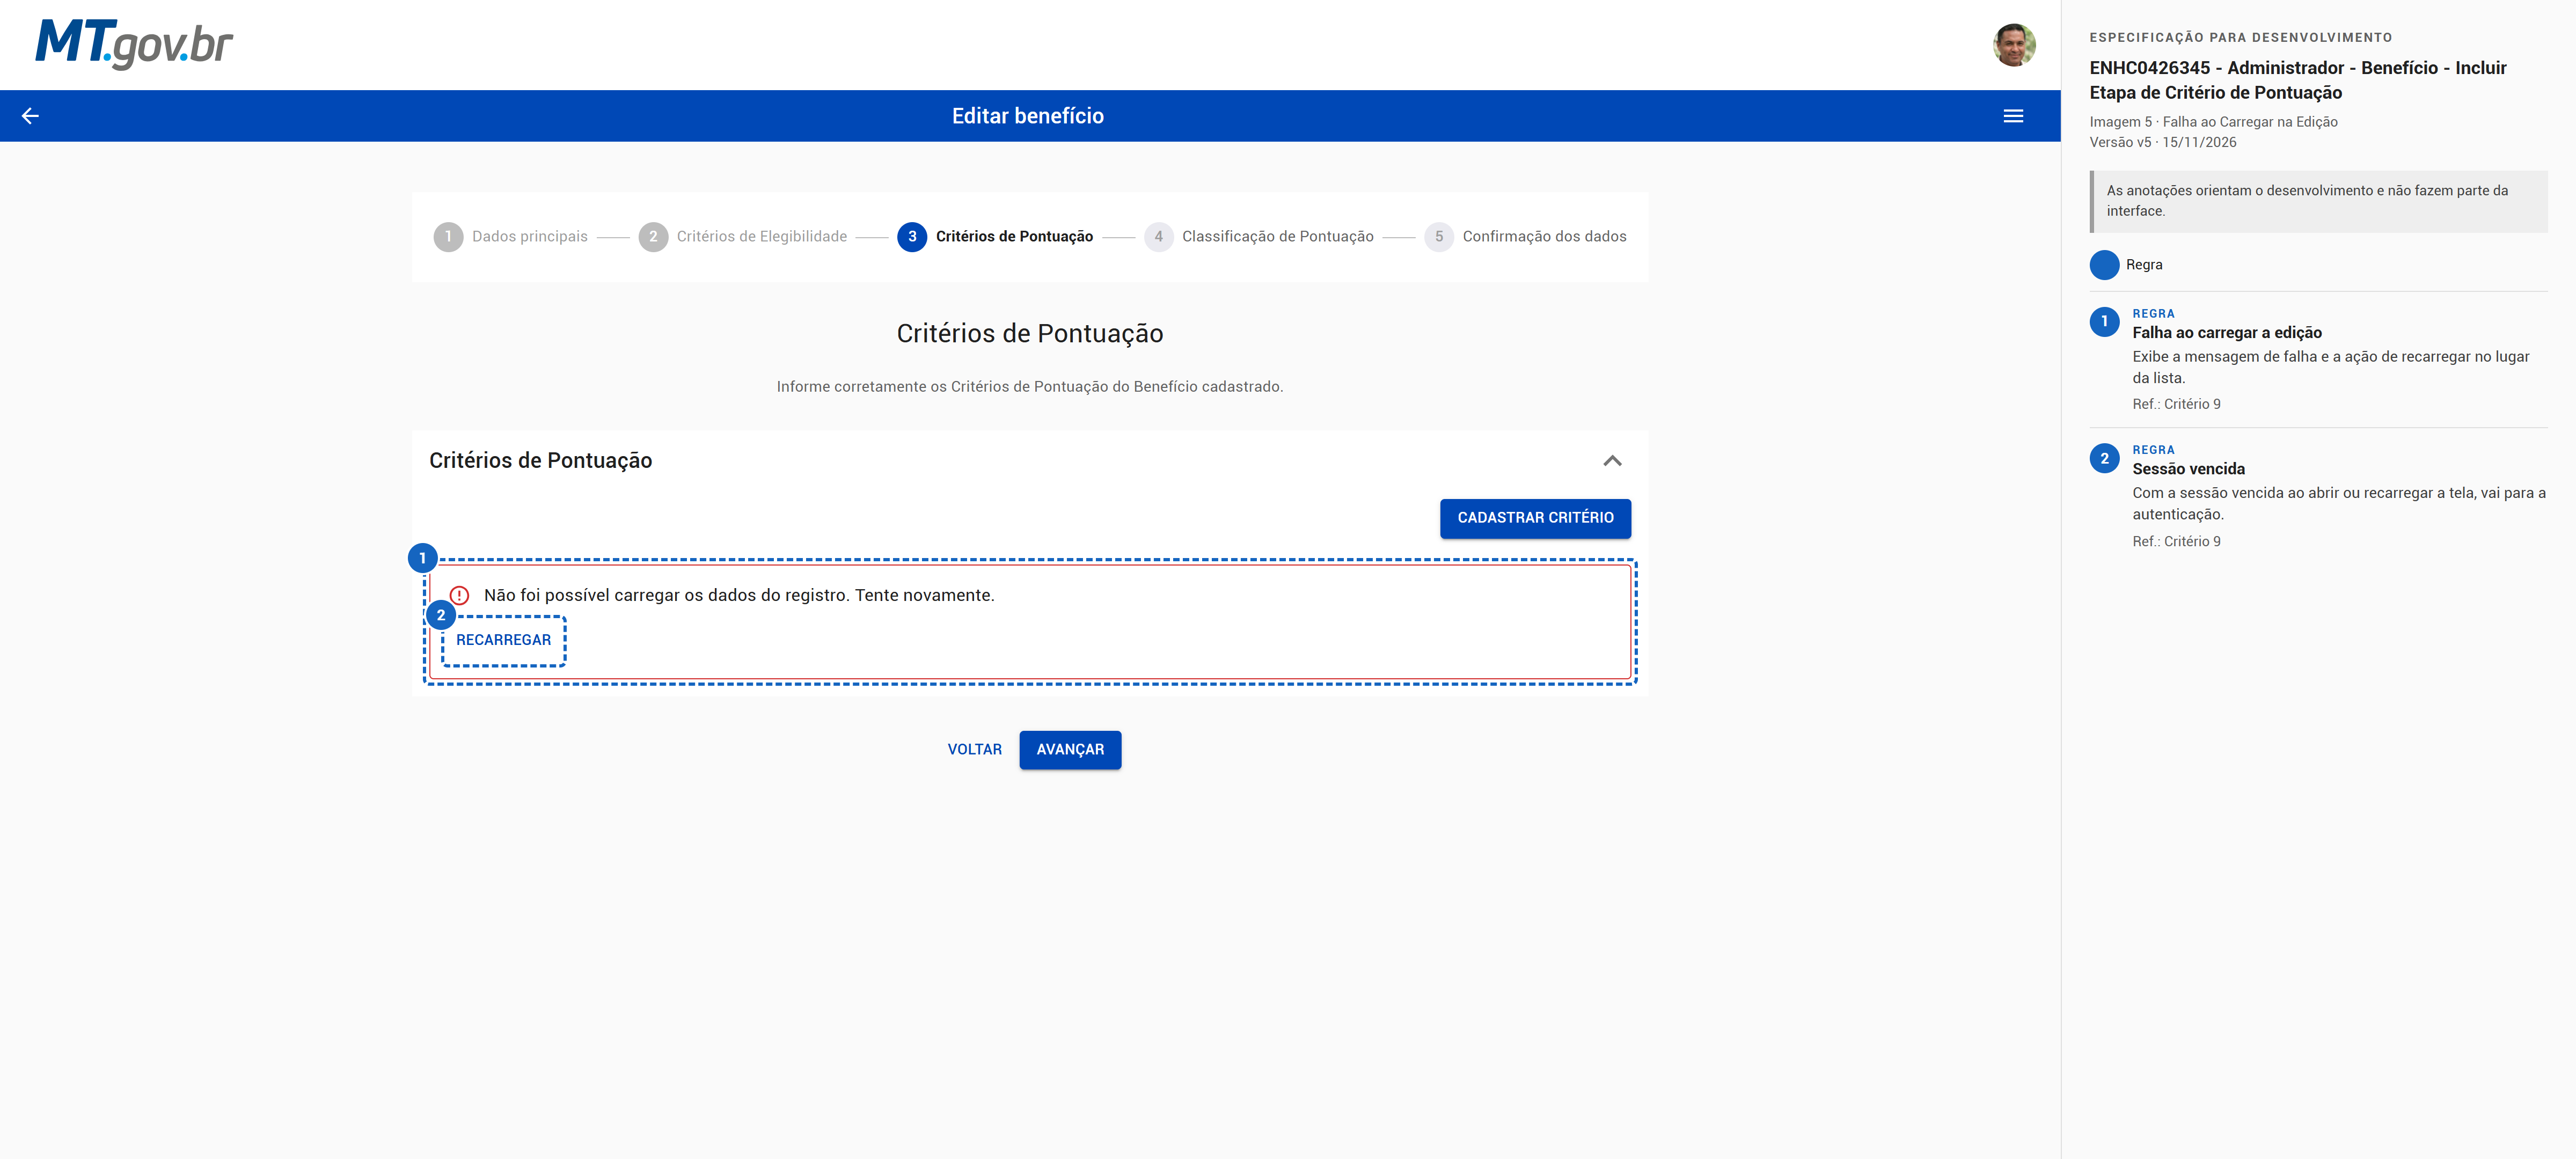 MT.gov.br
Editar benefício
1 Dados principais
2 Critérios de Elegibilidade
3 Critérios de Pontuação
4 Classificação de Pontuação
5 Confirmação dos dados
Critérios de Pontuação
Informe corretamente os Critérios de Pontuação do Benefício cadastrado.
Critérios de Pontuação
CADASTRAR CRITÉRIO
1
Não foi possível carregar os dados do registro. Tente novamente.
2
RECARREGAR
VOLTAR
AVANÇAR
ESPECIFICAÇÃO PARA DESENVOLVIMENTO
ENHC0426345 - Administrador - Benefício - Incluir
Etapa de Critério de Pontuação
Imagem 5 · Falha ao Carregar na Edição
Versão v5 · 15/11/2026
As anotações orientam o desenvolvimento e não fazem parte da
interface.
Regra
1
REGRA
Falha ao carregar a edição
Exibe a mensagem de falha e a ação de recarregar no lugar
da lista.
Ref.: Critério 9
2
REGRA
Sessão vencida
Com a sessão vencida ao abrir ou recarregar a tela, vai para a
autenticação.
Ref.: Critério 9